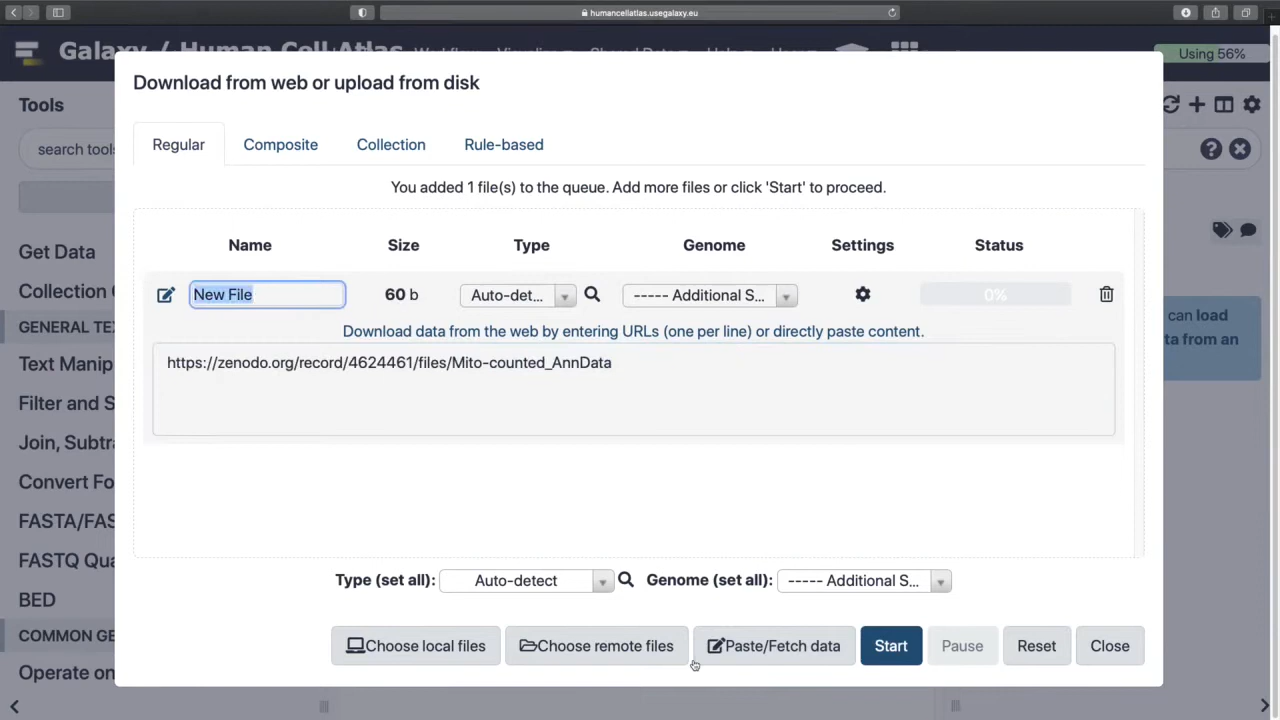 humancellatlas.usegalaxy.eu
Galaxy / Human Cell Atlas
Using 56%
Download from web or upload from disk
Tools
Regular
Composite
Collection
Rule-based
search tools
You added 1 file(s) to the queue. Add more files or click 'Start' to proceed.
Name
Size
Type
Genome
Settings
Status
Get Data
Collection
New File
60 b
Auto-det...
----- Additional S...
0%
can load
GENERAL TE
Download data from the web by entering URLs (one per line) or directly paste content.
ta from an
Text Manip
https://zenodo.org/record/4624461/files/Mito-counted_AnnData
Filter and S
Join, Subtra
Convert Fo
FASTA/FAS
FASTQ Qua
Type (set all):
Auto-detect
Genome (set all):
----- Additional S...
BED
COMMON GE
Choose local files
Choose remote files
Paste/Fetch data
Start
Pause
Reset
Close
Operate on